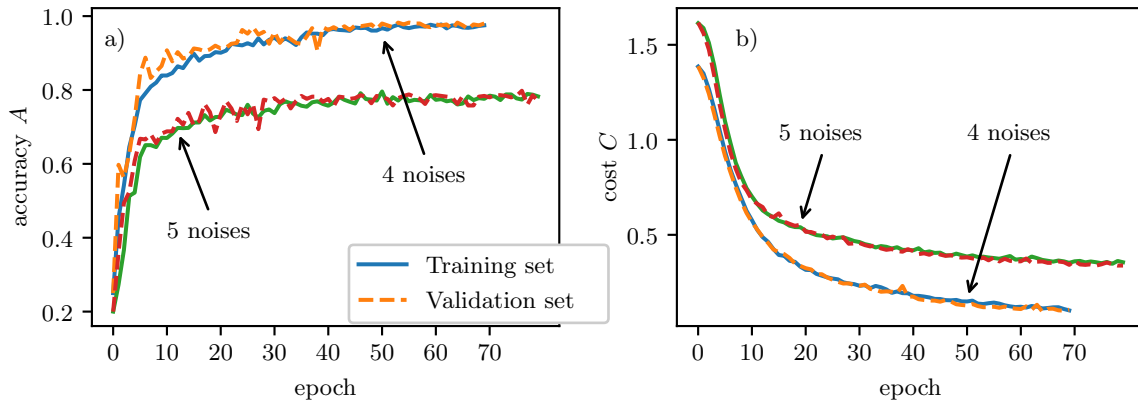 a)
accuracy A
1.0
0.8
0.6
0.4
0.2
4 noises
5 noises
Training set
Validation set
0 10 20 30 40 50 60 70
epoch
b)
cost C
1.5
1.0
0.5
5 noises
4 noises
0 10 20 30 40 50 60 70
epoch